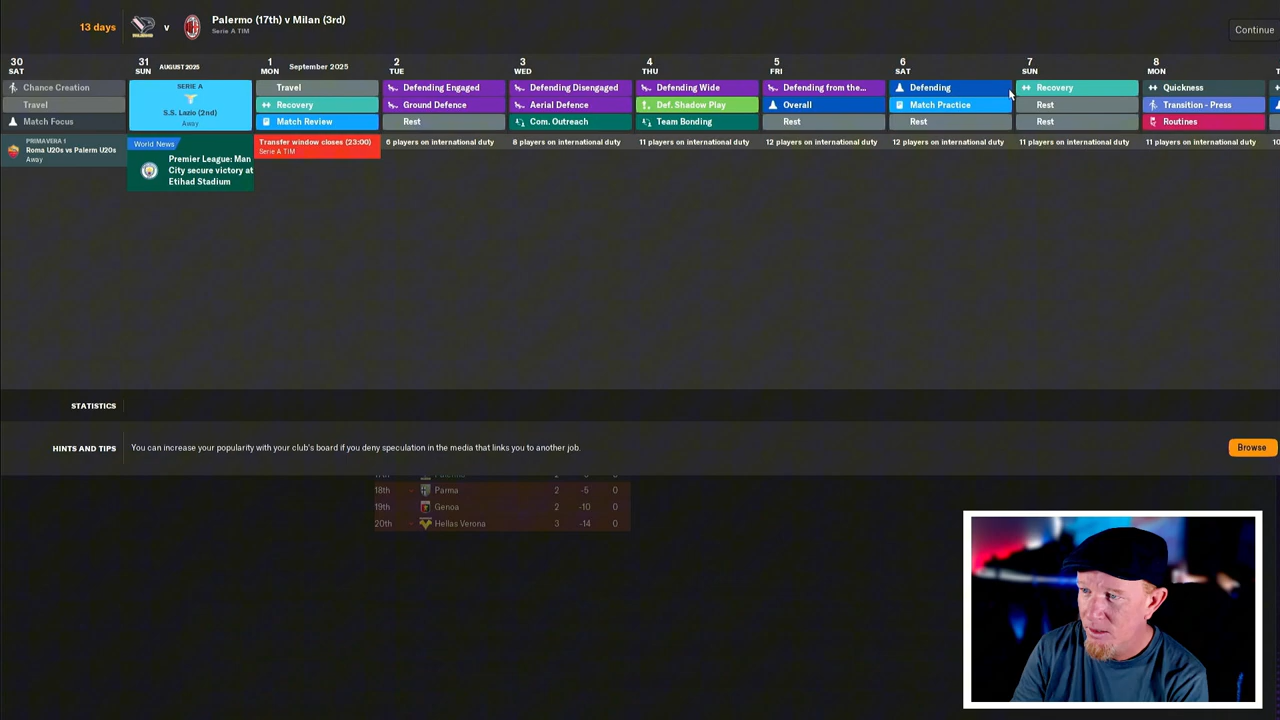 13 days
v
Palermo (17th) v Milan (3rd)
Serie A TIM
Continue
30
SAT
31
SUN
AUGUST 2025
1
MON
September 2025
2
TUE
3
WED
4
THU
5
FRI
6
SAT
7
SUN
8
MON
Chance Creation
Travel
Match Focus
SERIE A
S.S. Lazio (2nd)
Away
Travel
Recovery
Match Review
Defending Engaged
Ground Defence
Rest
Defending Disengaged
Aerial Defence
Com. Outreach
Defending Wide
Def. Shadow Play
Team Bonding
Defending from the...
Overall
Rest
Defending
Match Practice
Rest
Recovery
Rest
Rest
Quickness
Transition - Press
Routines
PRIMAVERA 1
Roma U20s vs Palerm U20s
Away
World News
Premier League: Man
City secure victory at
Etihad Stadium
Transfer window closes (23:00)
Serie A TIM
6 players on international duty
8 players on international duty
11 players on international duty
12 players on international duty
12 players on international duty
11 players on international duty
11 players on international duty
STATISTICS
HINTS AND TIPS
You can increase your popularity with your club's board if you deny speculation in the media that links you to another job.
Browse
18th Parma 2 -5 0
19th Genoa 2 -10 0
20th Hellas Verona 3 -14 0